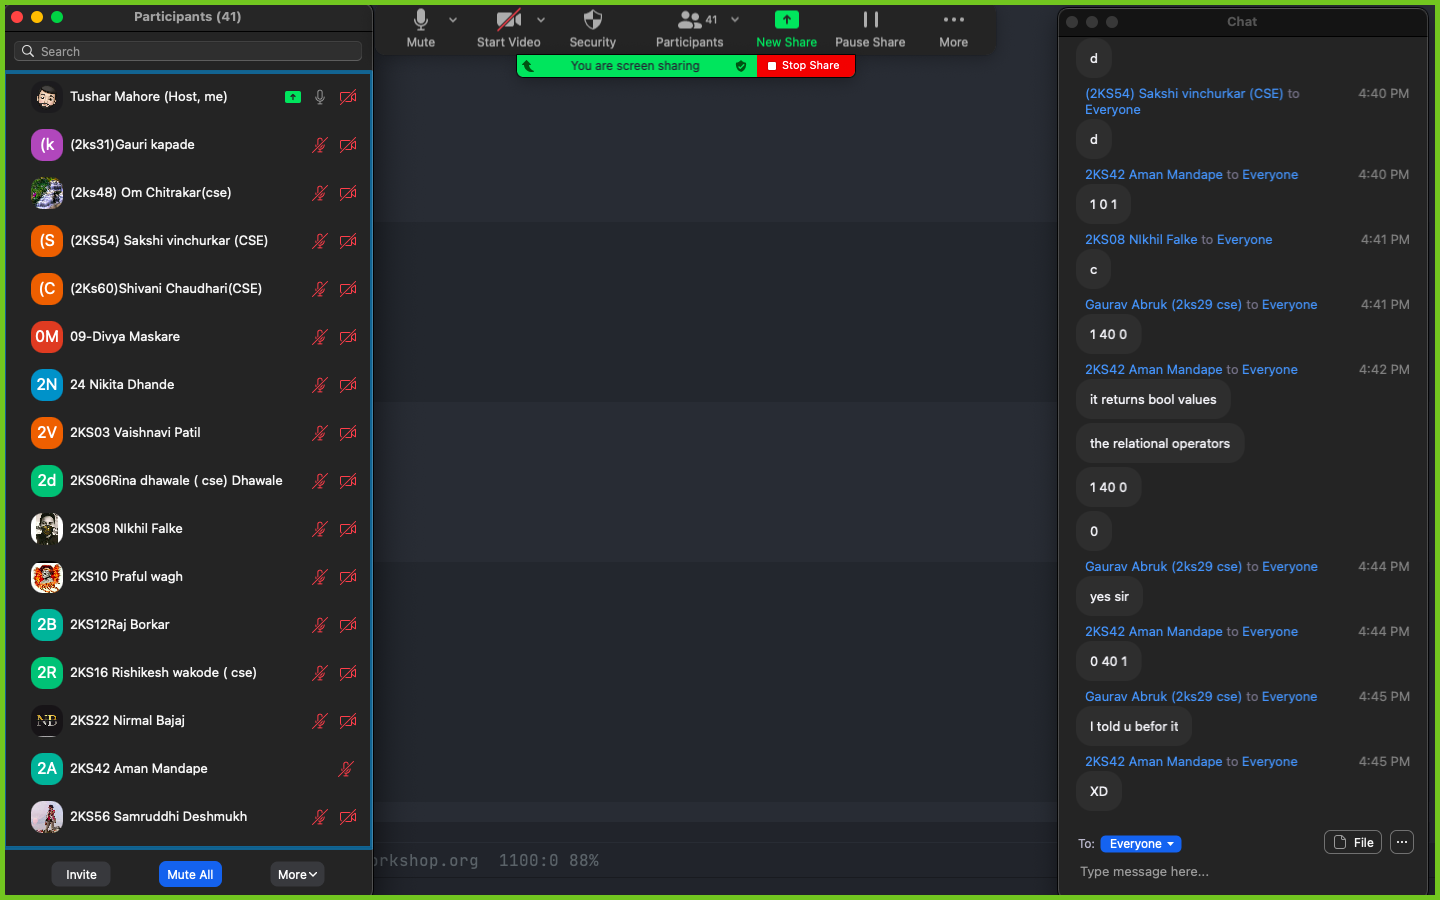 Participants (41)
Search
Tushar Mahore (Host, me)
(k (2ks31)Gauri kapade
(2ks48) Om Chitrakar(cse)
(S (2KS54) Sakshi vinchurkar (CSE)
(C (2Ks60)Shivani Chaudhari(CSE)
0M 09-Divya Maskare
2N 24 Nikita Dhande
2V 2KS03 Vaishnavi Patil
2d 2KS06Rina dhawale ( cse) Dhawale
2KS08 NIkhil Falke
2KS10 Praful wagh
2B 2KS12Raj Borkar
2R 2KS16 Rishikesh wakode ( cse)
NB 2KS22 Nirmal Bajaj
2A 2KS42 Aman Mandape
2KS56 Samruddhi Deshmukh
Invite Mute All More
41
Mute Start Video Security Participants New Share Pause Share More
You are screen sharing Stop Share
orkshop.org 1100:0 88%
Chat
d
(2KS54) Sakshi vinchurkar (CSE) to 4:40 PM
Everyone
d
2KS42 Aman Mandape to Everyone 4:40 PM
1 0 1
2KS08 NIkhil Falke to Everyone 4:41 PM
c
Gaurav Abruk (2ks29 cse) to Everyone 4:41 PM
1 40 0
2KS42 Aman Mandape to Everyone 4:42 PM
it returns bool values
the relational operators
1 40 0
0
Gaurav Abruk (2ks29 cse) to Everyone 4:44 PM
yes sir
2KS42 Aman Mandape to Everyone 4:44 PM
0 40 1
Gaurav Abruk (2ks29 cse) to Everyone 4:45 PM
I told u befor it
2KS42 Aman Mandape to Everyone 4:45 PM
XD
To: Everyone File
Type message here...